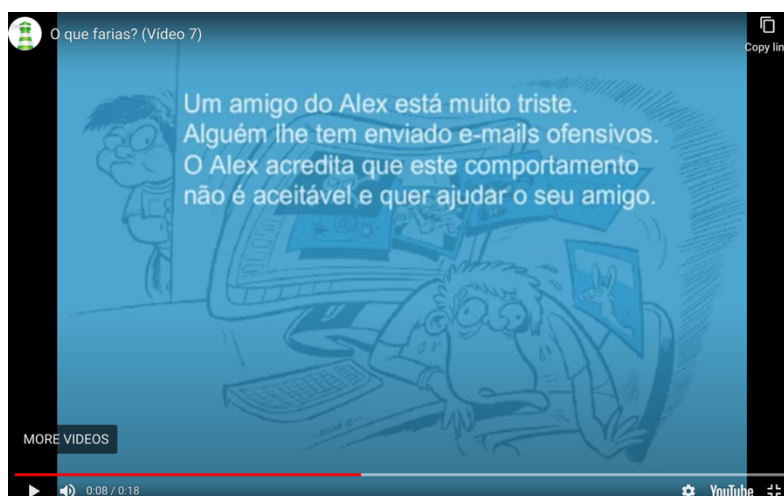 O que farias? (Vídeo 7)
Copy lin
Um amigo do Alex está muito triste.
Alguém lhe tem enviado e-mails ofensivos.
O Alex acredita que este comportamento
não é aceitável e quer ajudar o seu amigo.
MORE VIDEOS
0:08 / 0:18
YouTube